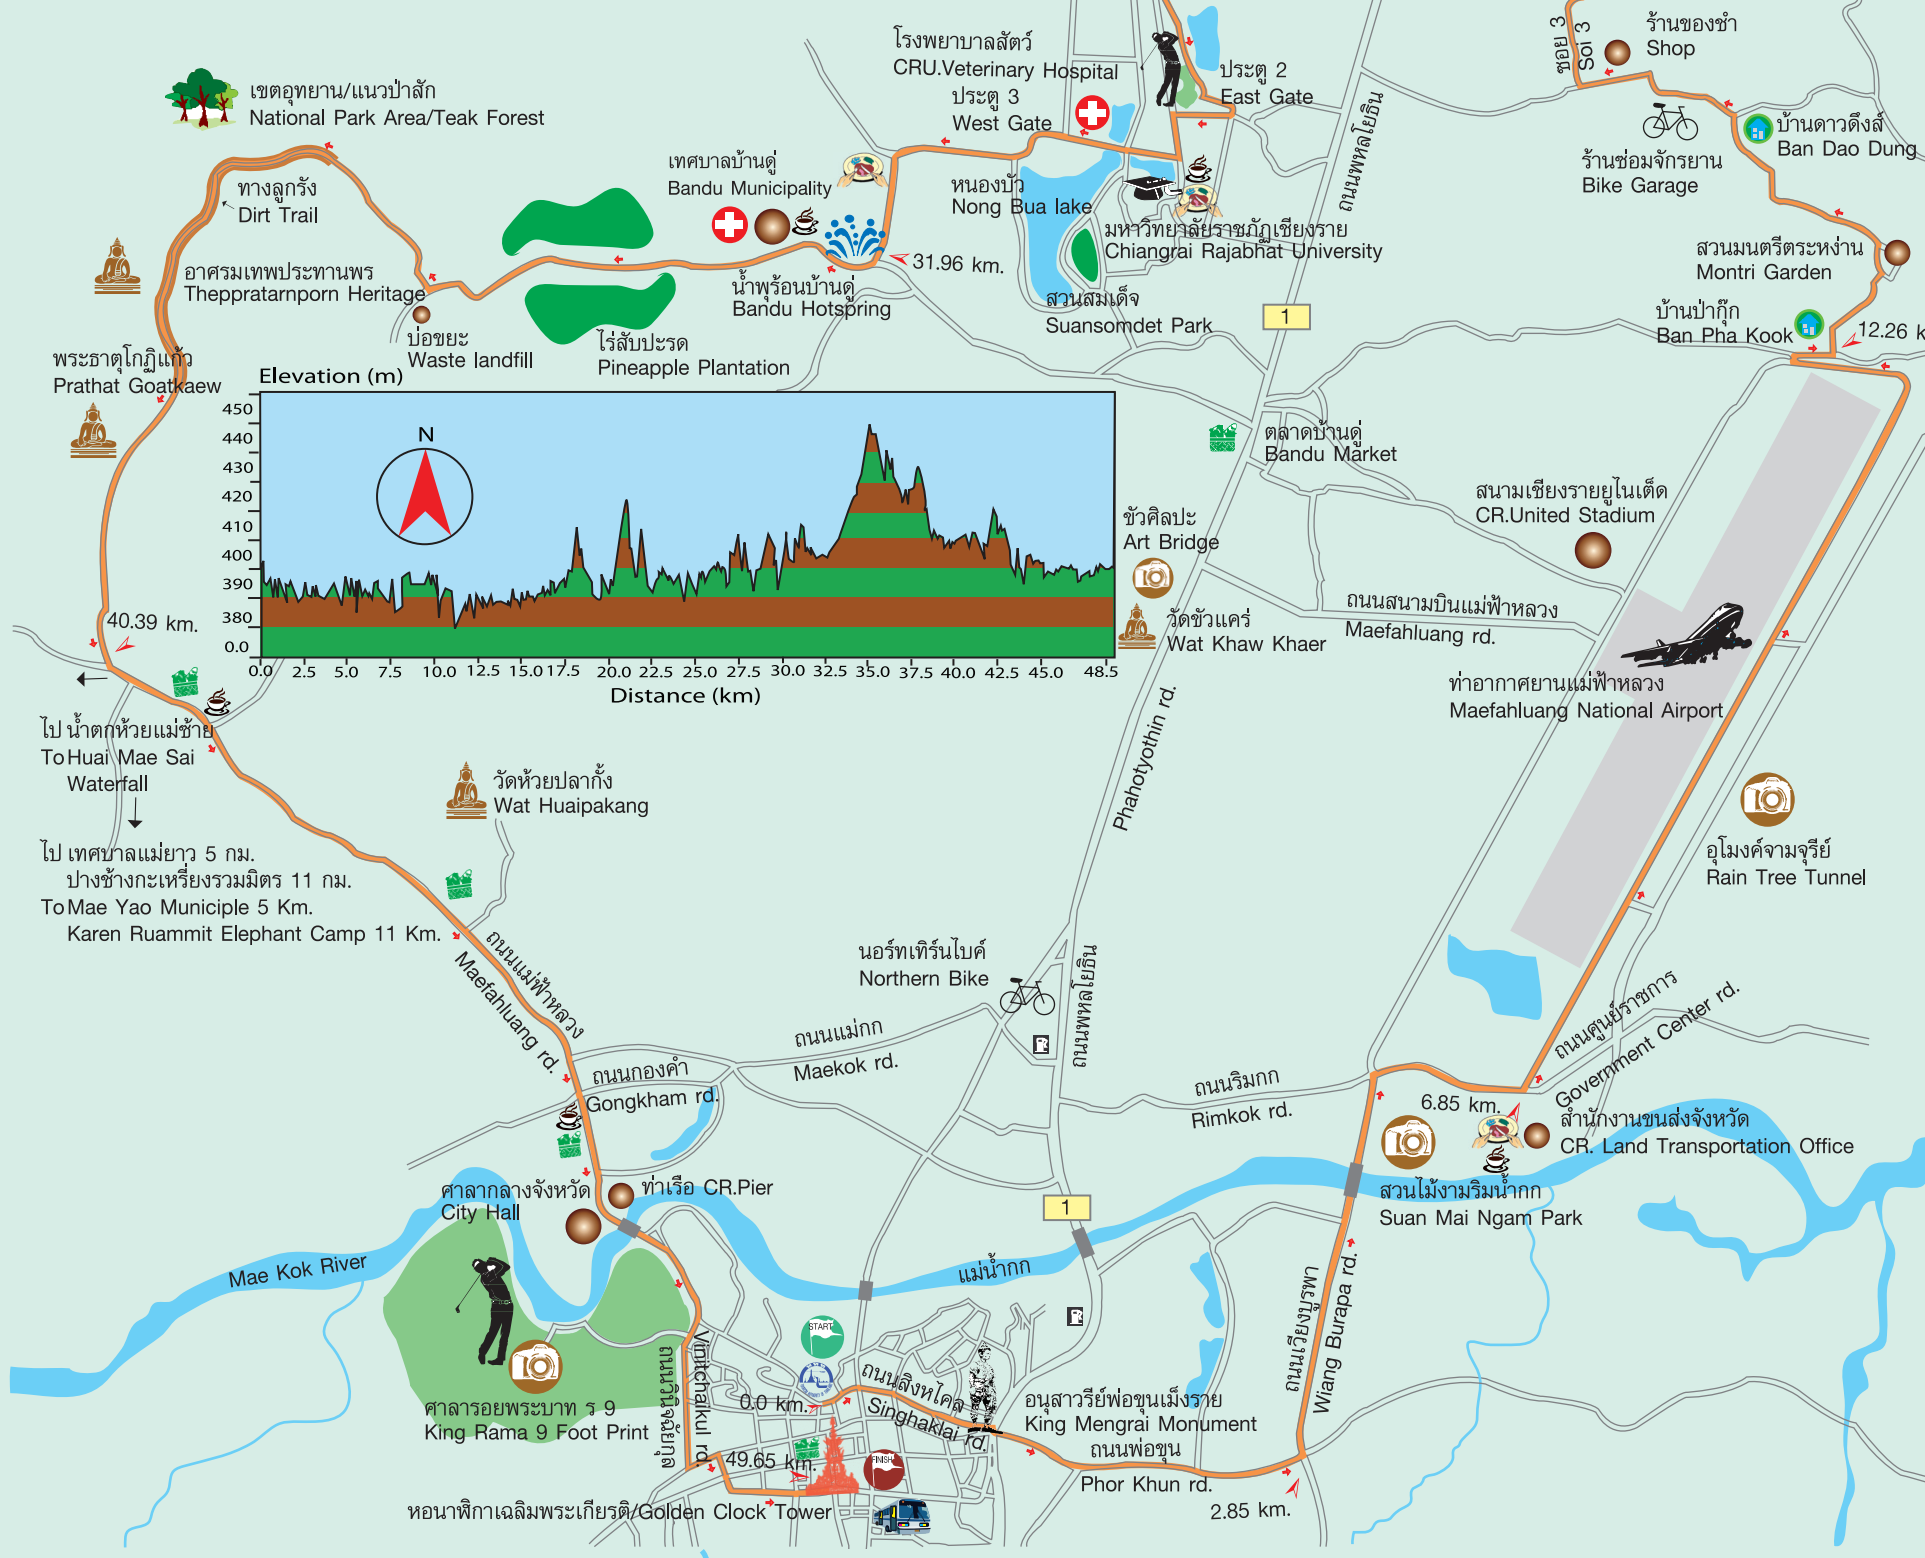 ซอย 3
Soi 3
ร้านของชำ
Shop
โรงพยาบาลสัตว์
CRU.Veterinary Hospital
ประตู 2
East Gate
ประตู 3
West Gate
เขตอุทยาน/แนวป่าสัก
National Park Area/Teak Forest
ถนนพหลโยธิน
บ้านดาวดึงส์
Ban Dao Dung
ร้านซ่อมจักรยาน
Bike Garage
เทศบาลบ้านดู่
Bandu Municipality
หนองบัว
Nong Bua lake
ทางลูกรัง
Dirt Trail
มหาวิทยาลัยราชภัฏเชียงราย
Chiangrai Rajabhat University
สวนมนตรีตระหง่าน
Montri Garden
31.96 km.
อาศรมเทพประทานพร
Theppratarnporn Heritage
น้ำพุร้อนบ้านดู่
Bandu Hotspring
สวนสมเด็จ
Suansomdet Park
1
บ้านป่ากุ๊ก
Ban Pha Kook
12.26 k
บ่อขยะ
Waste landfill
ไร่สับปะรด
Pineapple Plantation
พระธาตุโกฏิแก้ว
Prathat Goatkaew
Elevation (m)
450
440
430
420
410
400
390
380
0.0
N
0.0 2.5 5.0 7.5 10.0 12.5 15.0 17.5 20.0 22.5 25.0 27.5 30.0 32.5 35.0 37.5 40.0 42.5 45.0 48.5
Distance (km)
ตลาดบ้านดู่
Bandu Market
สนามเชียงรายยูไนเต็ด
CR.United Stadium
ขัวศิลปะ
Art Bridge
วัดขัวแคร่
Wat Khaw Khaer
ถนนสนามบินแม่ฟ้าหลวง
Maefahluang rd.
40.39 km.
ท่าอากาศยานแม่ฟ้าหลวง
Maefahluang National Airport
ไป น้ำตกห้วยแม่ซ้าย
To Huai Mae Sai
Waterfall
Phahotyothin rd.
วัดห้วยปลากั้ง
Wat Huaipakang
ไป เทศบาลแม่ยาว 5 กม.
ปางช้างกะเหรี่ยงรวมมิตร 11 กม.
To Mae Yao Municiple 5 Km.
Karen Ruammit Elephant Camp 11 Km.
อุโมงค์จามจุรีย์
Rain Tree Tunnel
ถนนแม่ฟ้าหลวง
Maefahluang rd.
นอร์ทเทิร์นไบค์
Northern Bike
ถนนพหลโยธิน
ถนนแม่กก
Maekok rd.
ถนนศูนย์ราชการ
Government Center rd.
ถนนกองคำ
Gongkham rd.
ถนนริมกก
Rimkok rd.
6.85 km.
สำนักงานขนส่งจังหวัด
CR. Land Transportation Office
ศาลากลางจังหวัด
City Hall
ท่าเรือ CR.Pier
1
สวนไม้งามริมน้ำกก
Suan Mai Ngam Park
Mae Kok River
แม่น้ำกก
ถนนเวียงบูรพา
Wiang Burapa rd.
START
ถนนวินิจฉัยกุล
Vinitchaikul rd.
0.0 km.
ถนนสิงหไคล
Singhaklai rd.
อนุสาวรีย์พ่อขุนเม็งราย
King Mengrai Monument
ศาลารอยพระบาท ร 9
King Rama 9 Foot Print
ถนนพ่อขุน
Phor Khun rd.
49.65 km.
FINISH
2.85 km.
หอนาฬิกาเฉลิมพระเกียรติ/Golden Clock Tower